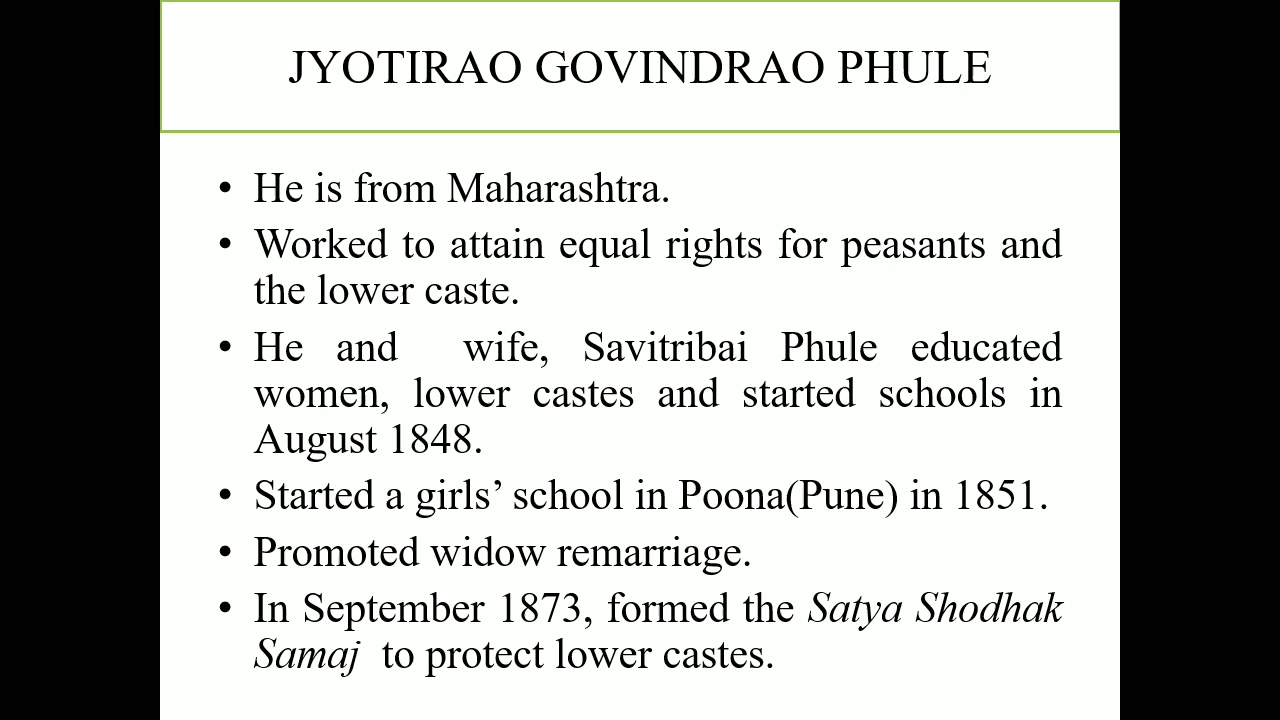 JYOTIRAO GOVINDRAO PHULE
• He is from Maharashtra.
• Worked to attain equal rights for peasants and
the lower caste.
• He and wife, Savitribai Phule educated
women, lower castes and started schools in
August 1848.
• Started a girls’ school in Poona(Pune) in 1851.
• Promoted widow remarriage.
• In September 1873, formed the Satya Shodhak
Samaj to protect lower castes.